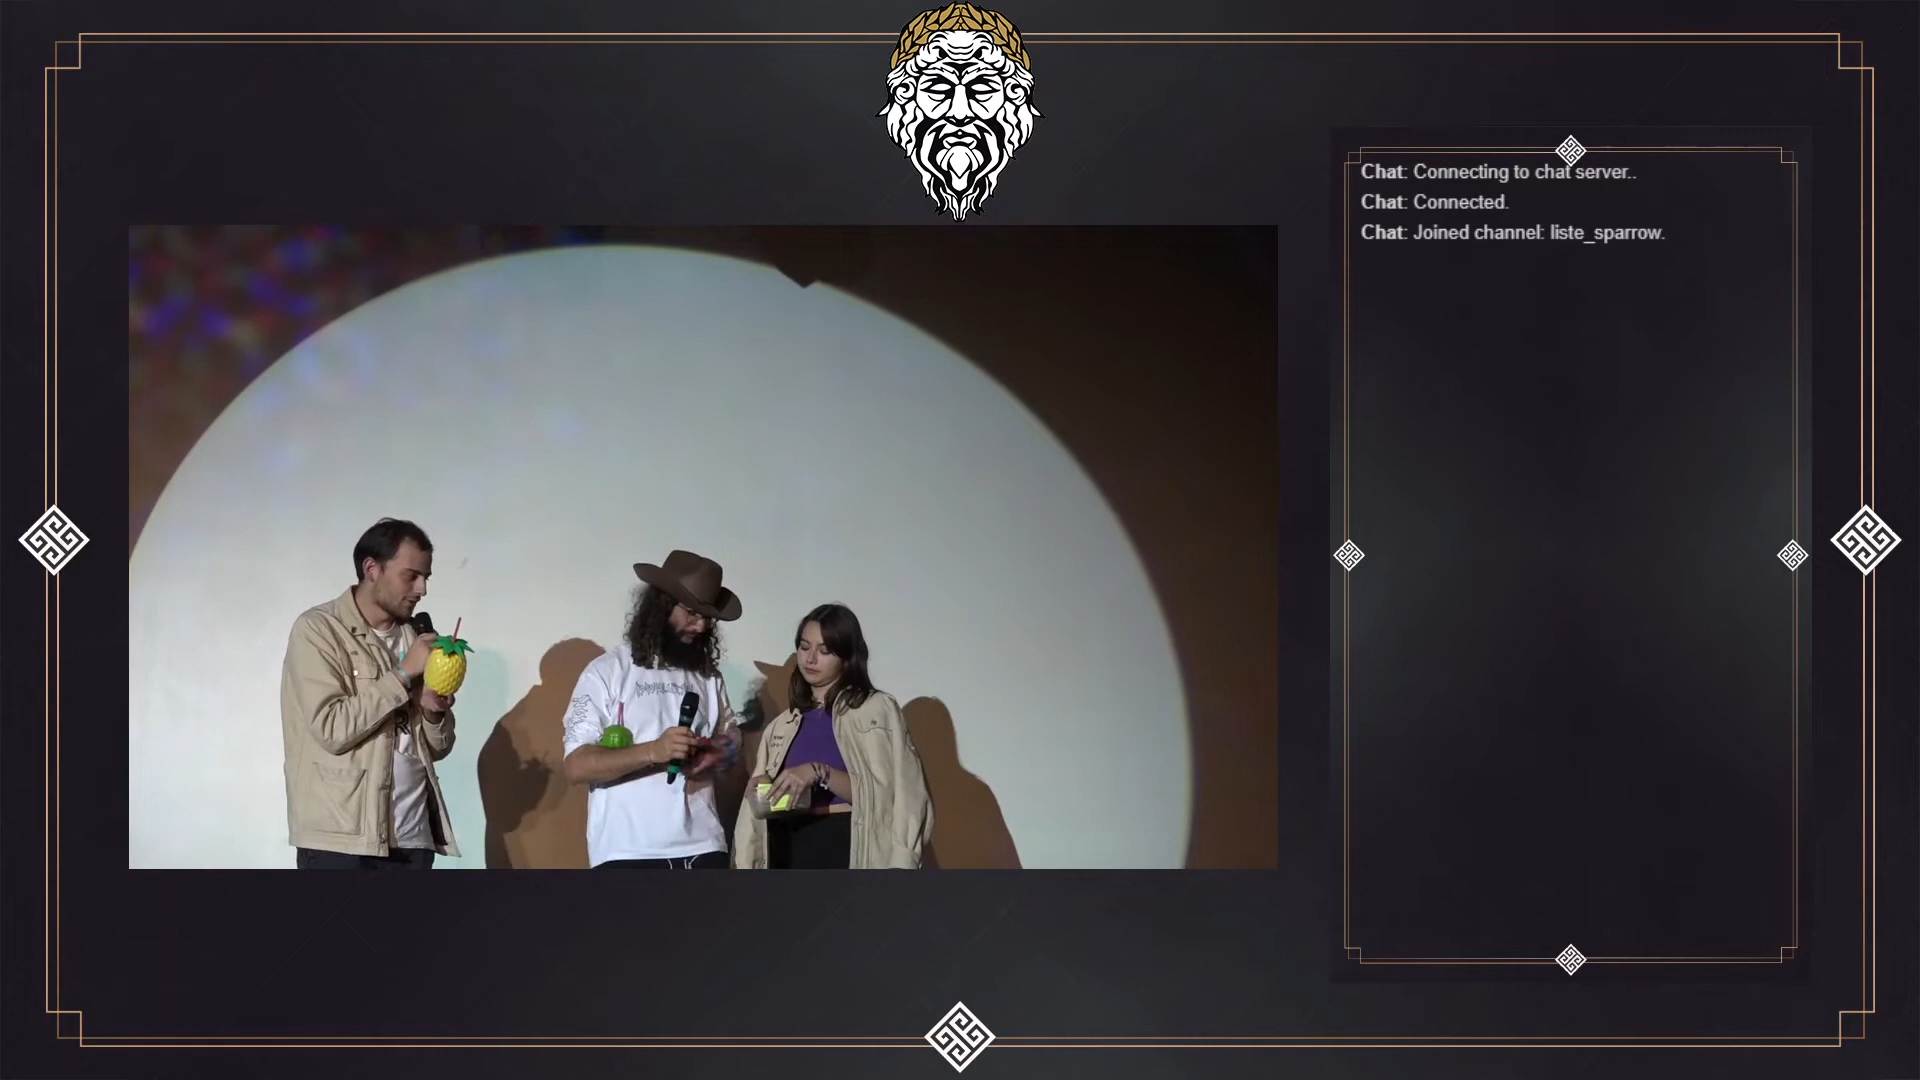 Chat: Connecting to chat server..
Chat: Connected.
Chat: Joined channel: liste_sparrow.